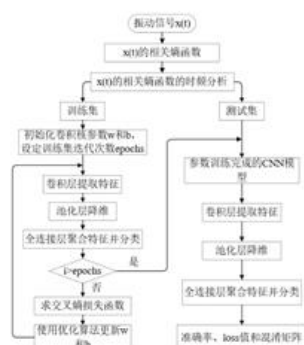 振动信号x(t)
x(t)的相关熵函数
x(t)的相关熵函数的时候分析
训练集
初始化卷积核参数w和b,
设定训练集迭代次数epochs
卷积层提取特征
池化层降维
全连接层聚合特征并分类
i>epochs
是
否
求交叉熵损失函数
使用优化算法更新w
和b
测试集
参数训练完成的CNN模
型
卷积层提取特征
池化层降维
全连接层聚合特征并分类
准确率、loss值和混淆矩阵